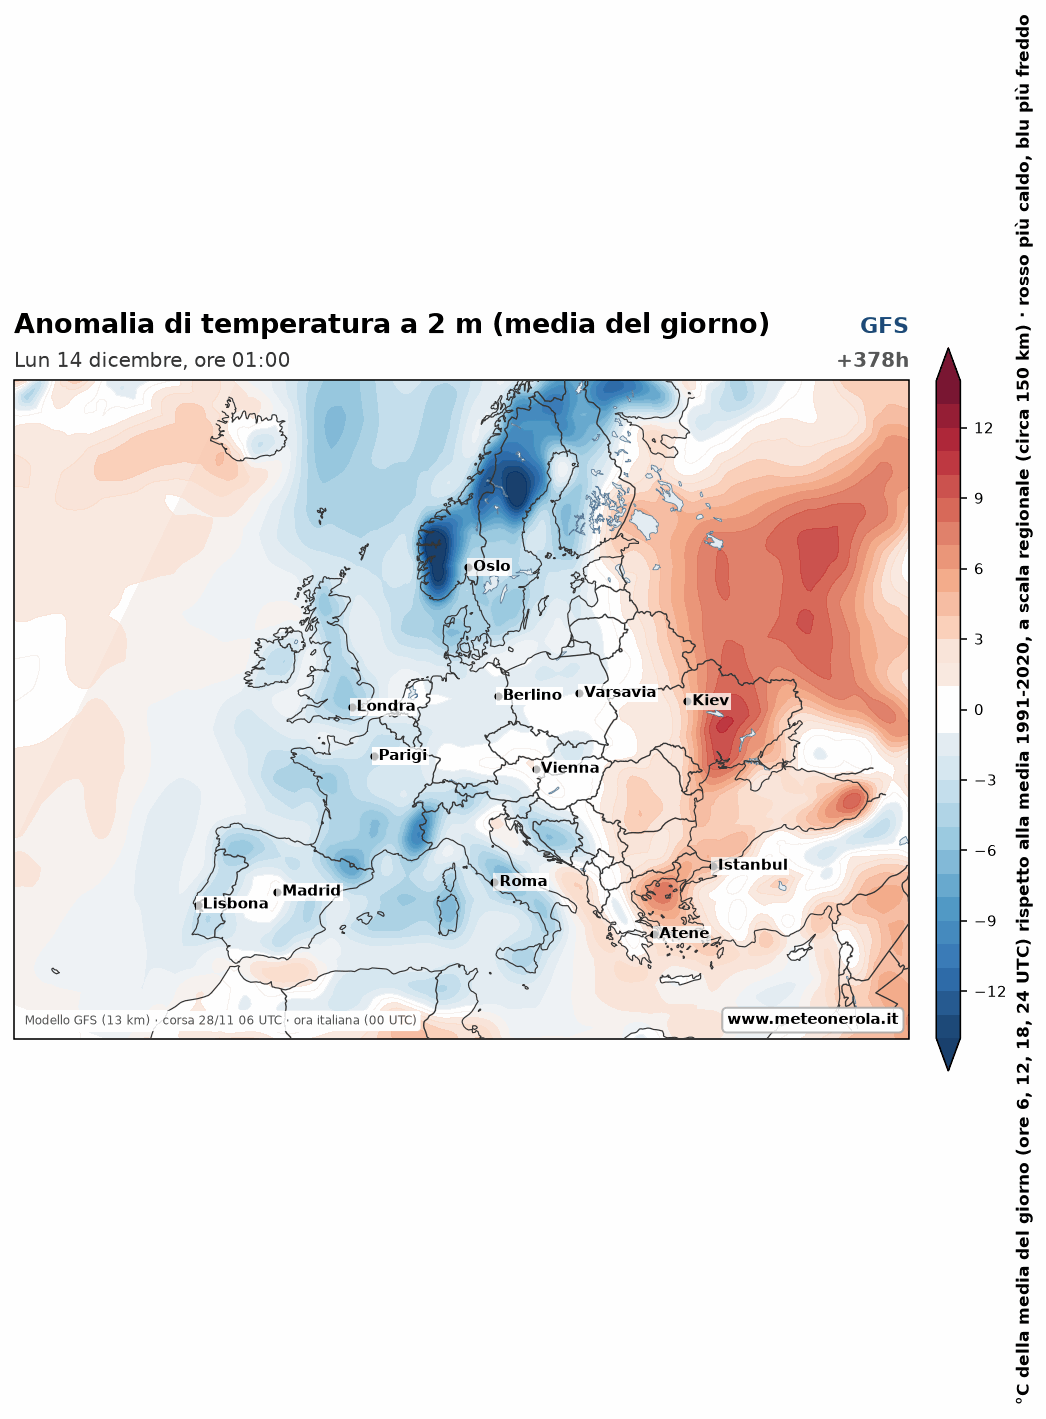 Anomalia di temperatura a 2 m (media del giorno)
GFS
Lun 14 dicembre, ore 01:00
+378h
Oslo
Londra
Berlino
Varsavia
Kiev
Parigi
Vienna
Madrid
Lisbona
Roma
Istanbul
Atene
Modello GFS (13 km) · corsa 28/11 06 UTC · ora italiana (00 UTC)
www.meteonerola.it
12
9
6
3
0
−3
−6
−9
−12
°C della media del giorno (ore 6, 12, 18, 24 UTC) rispetto alla media 1991-2020, a scala regionale (circa 150 km) · rosso più caldo, blu più freddo